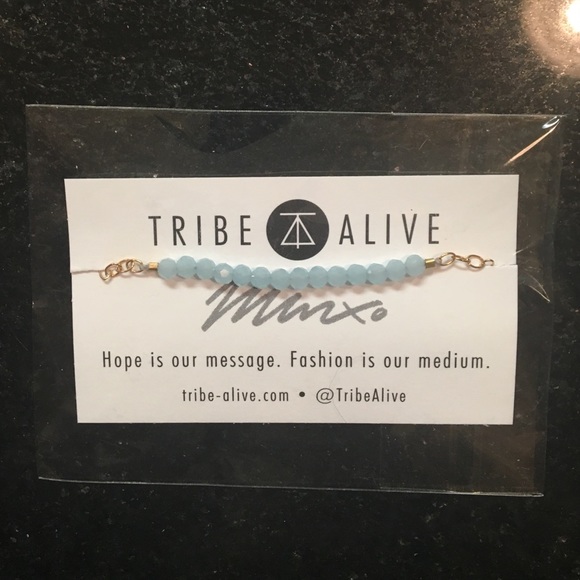 TRIBE ALIVE
Hope is our message. Fashion is our medium.
tribe-alive.com • @TribeAlive